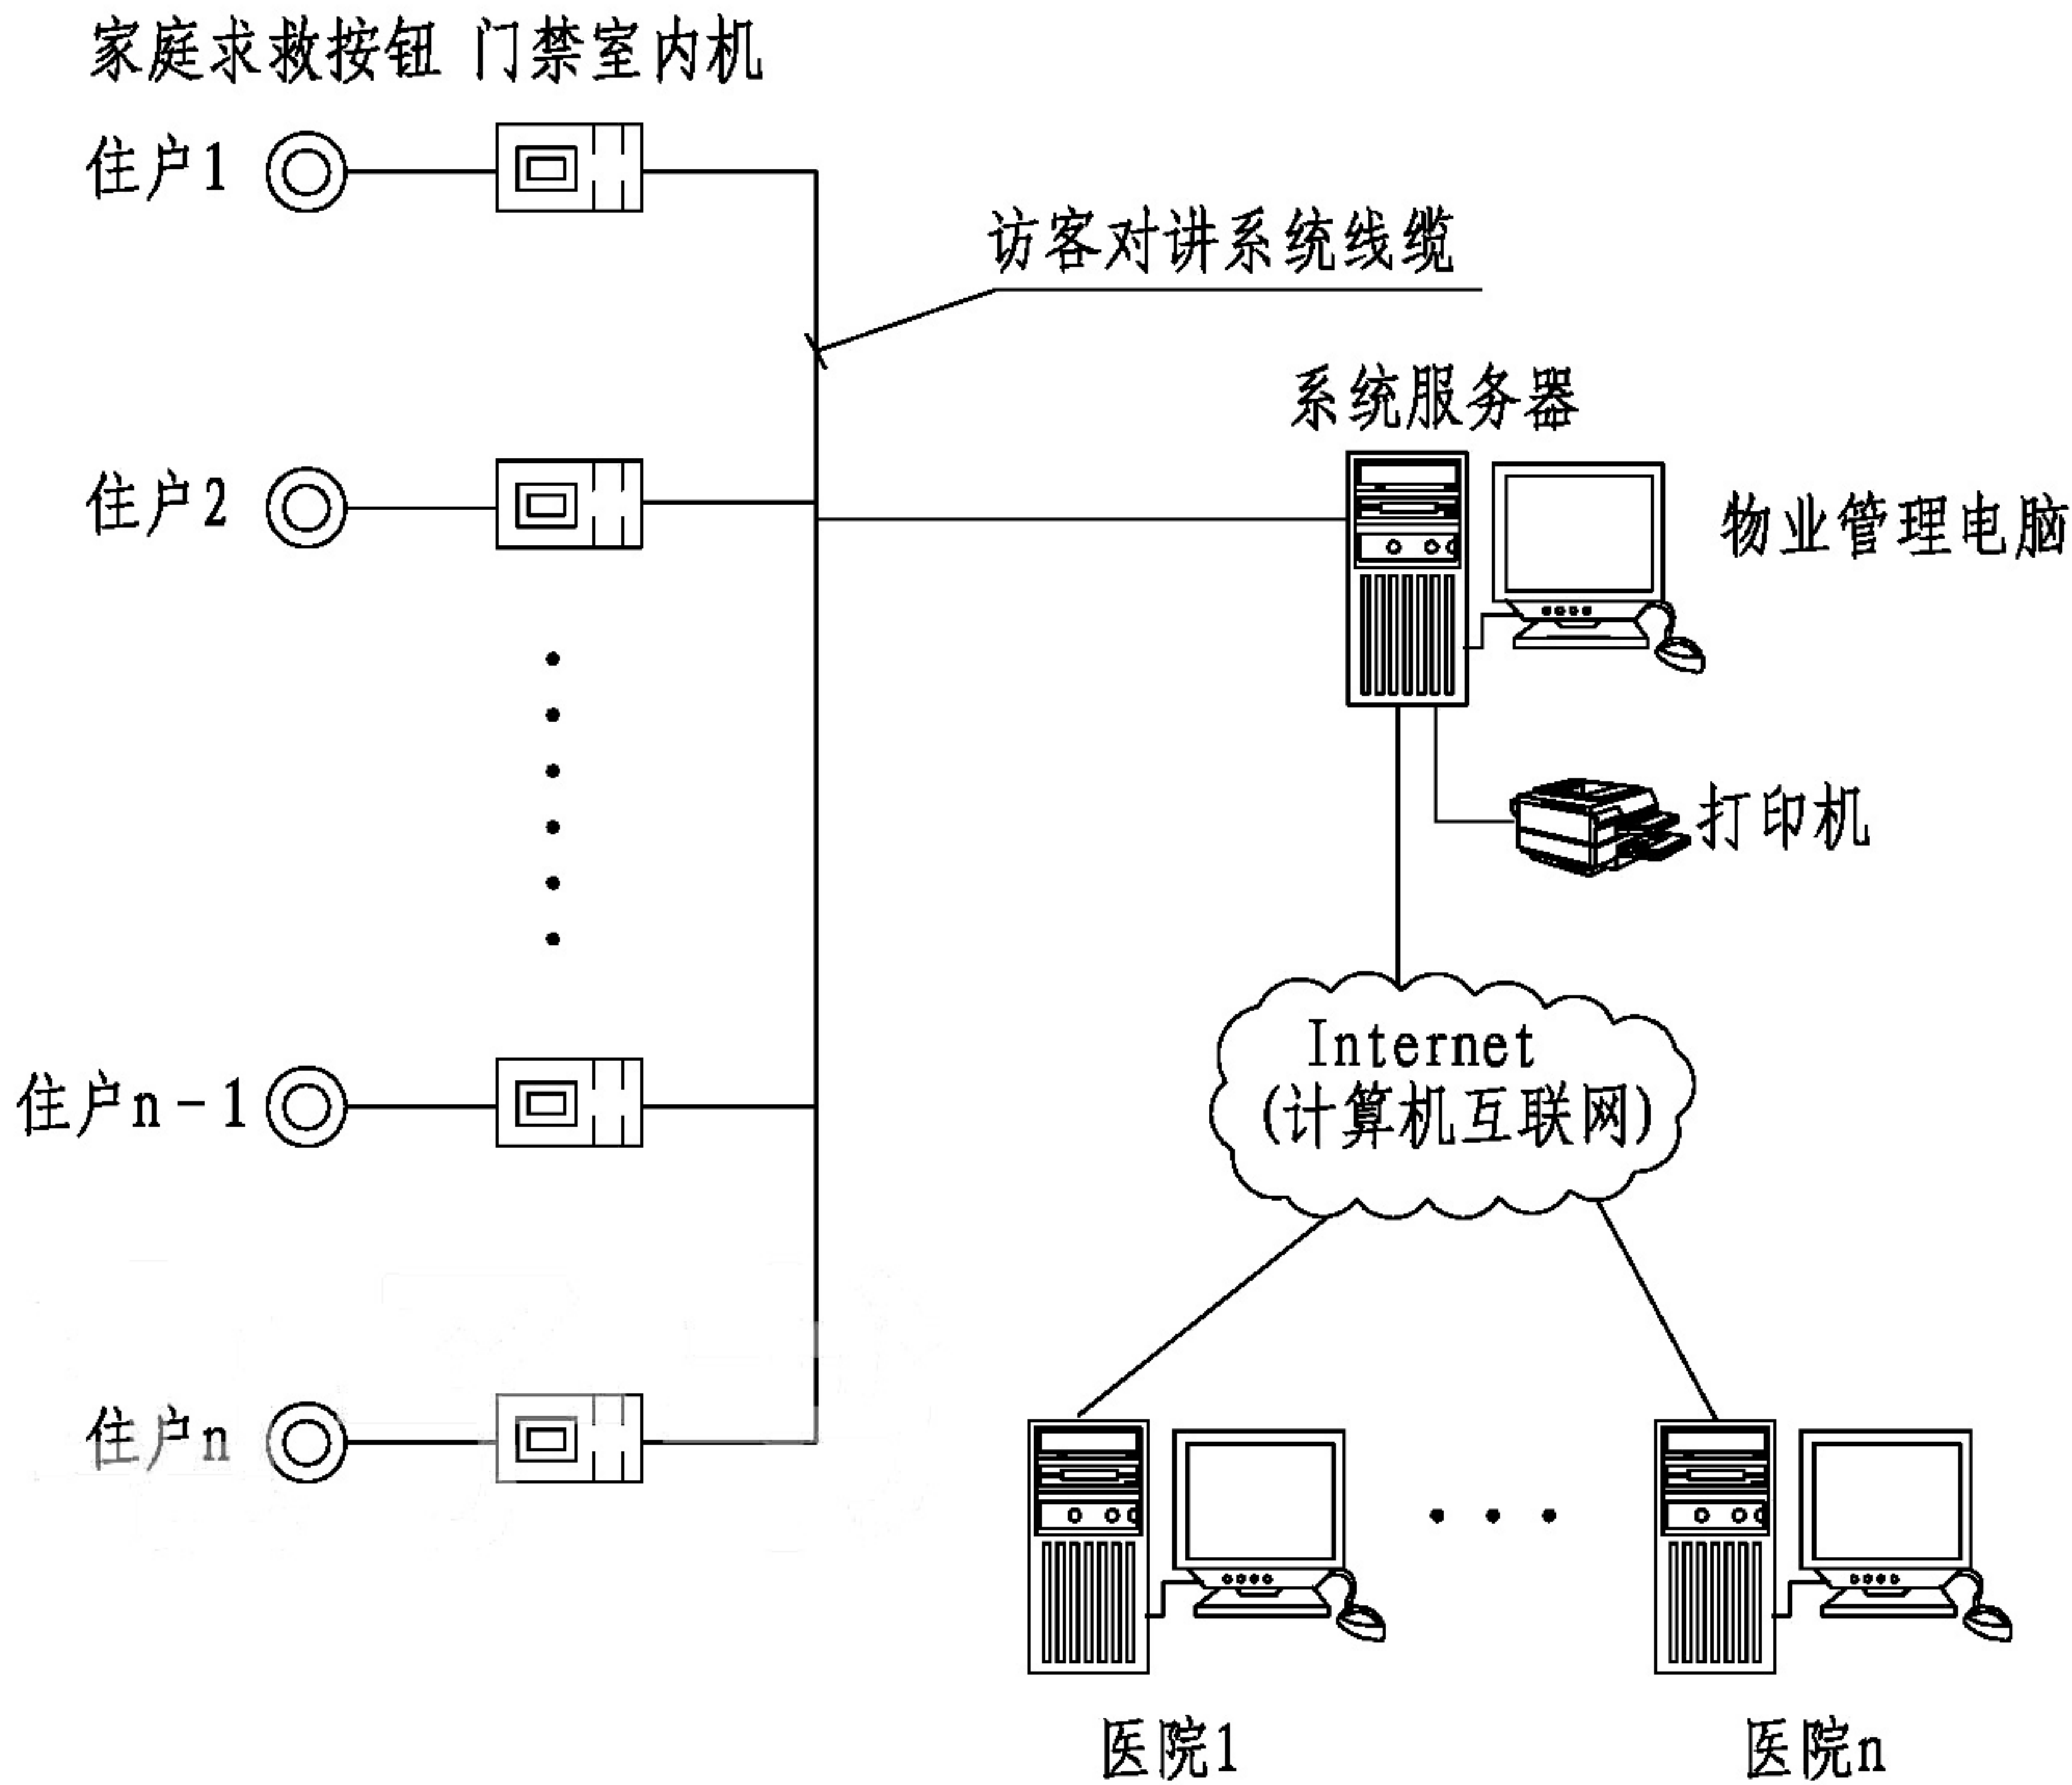 家庭求救按钮 门禁室内机
住户1
访客对讲系统线缆
系统服务器
住户2
物业管理电脑
打印机
Internet
(计算机互联网)
住户n-1
住户n
医院1
医院n